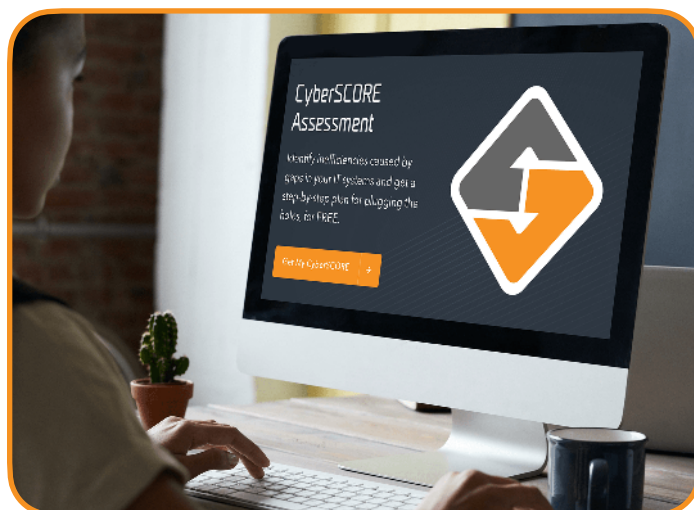 CyberSCORE
Assessment
Identify inefficiencies caused by
gaps in your IT systems and get a
step-by-step plan for plugging the
holes, for FREE.
Get My CyberSCORE